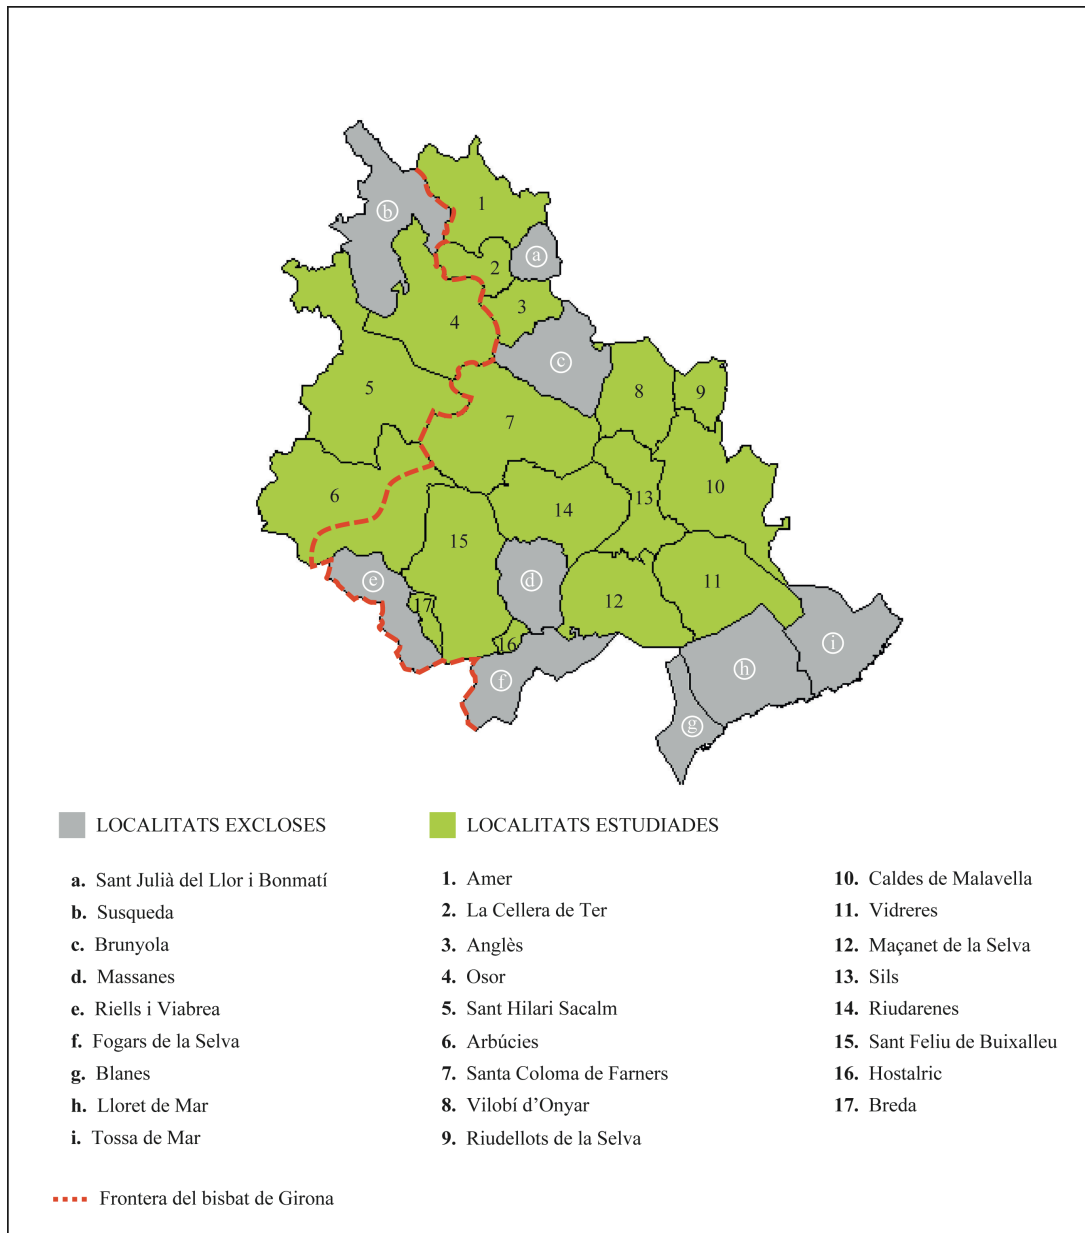 1
b
a
2
3
4
c
5
8
9
7
10
6
13
14
15
d
e
11
17
12
16
i
h
f
g
LOCALITATS EXCLOSES
a. Sant Julià del Llor i Bonmatí
b. Susqueda
c. Brunyola
d. Massanes
e. Riells i Viabrea
f. Fogars de la Selva
g. Blanes
h. Lloret de Mar
i. Tossa de Mar
LOCALITATS ESTUDIADES
1. Amer
2. La Cellera de Ter
3. Anglès
4. Osor
5. Sant Hilari Sacalm
6. Arbúcies
7. Santa Coloma de Farners
8. Vilobí d’Onyar
9. Riudellots de la Selva
10. Caldes de Malavella
11. Vidreres
12. Maçanet de la Selva
13. Sils
14. Riudarenes
15. Sant Feliu de Buixalleu
16. Hostalric
17. Breda
Frontera del bisbat de Girona